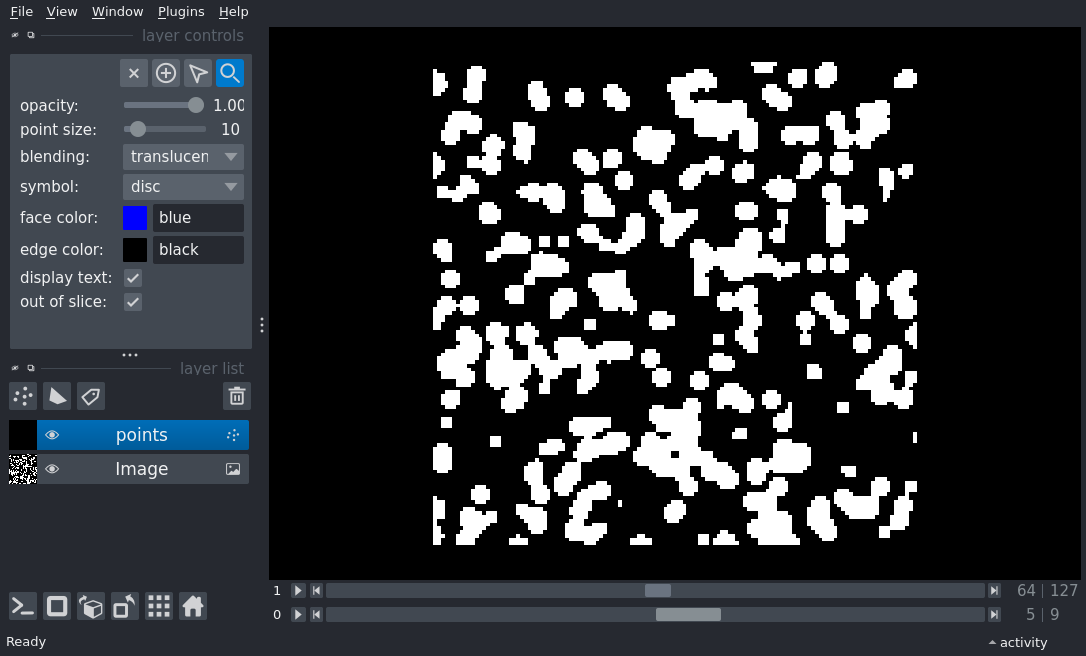 File View Window Plugins Help
layer controls
opacity: 1.00
point size: 10
blending: translucen
symbol: disc
face color: blue
edge color: black
display text:
out of slice:
layer list
points
Image
1 64 | 127
0 5 | 9
Ready activity